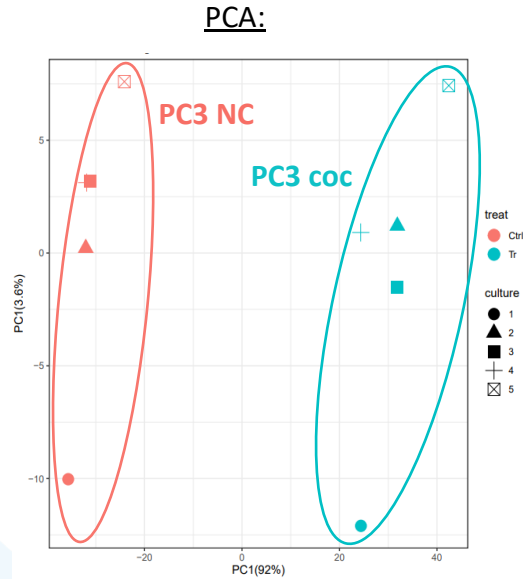 PCA:
PC3 NC
PC3 coc
5
0
−5
−10
PC1(3.6%)
−20
0
20
40
PC1(92%)
treat
Ctrl
Tr
culture
1
2
3
4
5